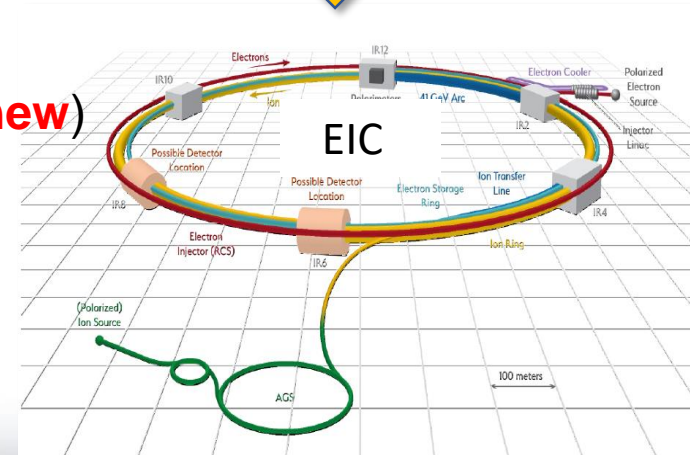 IR12
Electrons
IR10
Electron Cooler
Polarized
Electron
Source
Ion
Polarimeters
41 GeV Arc
new)
EIC
IR2
Injector
Linac
Possible Detector
Location
Possible Detector
Location
Electron Storage
Ring
Ion Transfer
Line
IR8
IR4
Electron
Injector (RCS)
Ion Ring
IR6
(Polarized)
Ion Source
100 meters
AGS